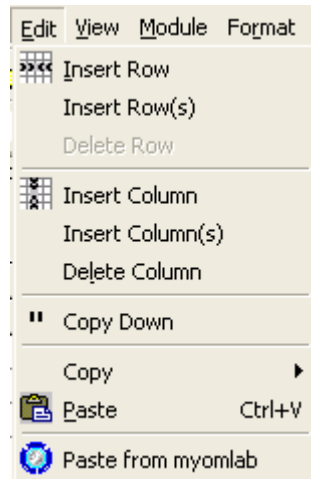 Edit View Module Format
Insert Row
Insert Row(s)
Delete Row
Insert Column
Insert Column(s)
Delete Column
" Copy Down
Copy
Paste Ctrl+V
Paste from myomlab